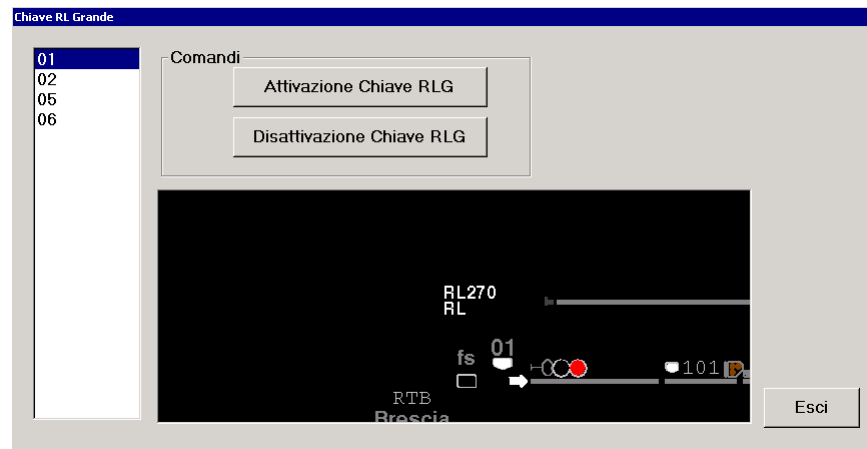 Chiave RL Grande
01
02
05
06
Comandi
Attivazione Chiave RLG
Disattivazione Chiave RLG
RL270
RL
fs 01
101
RTB
Brescia
Esci